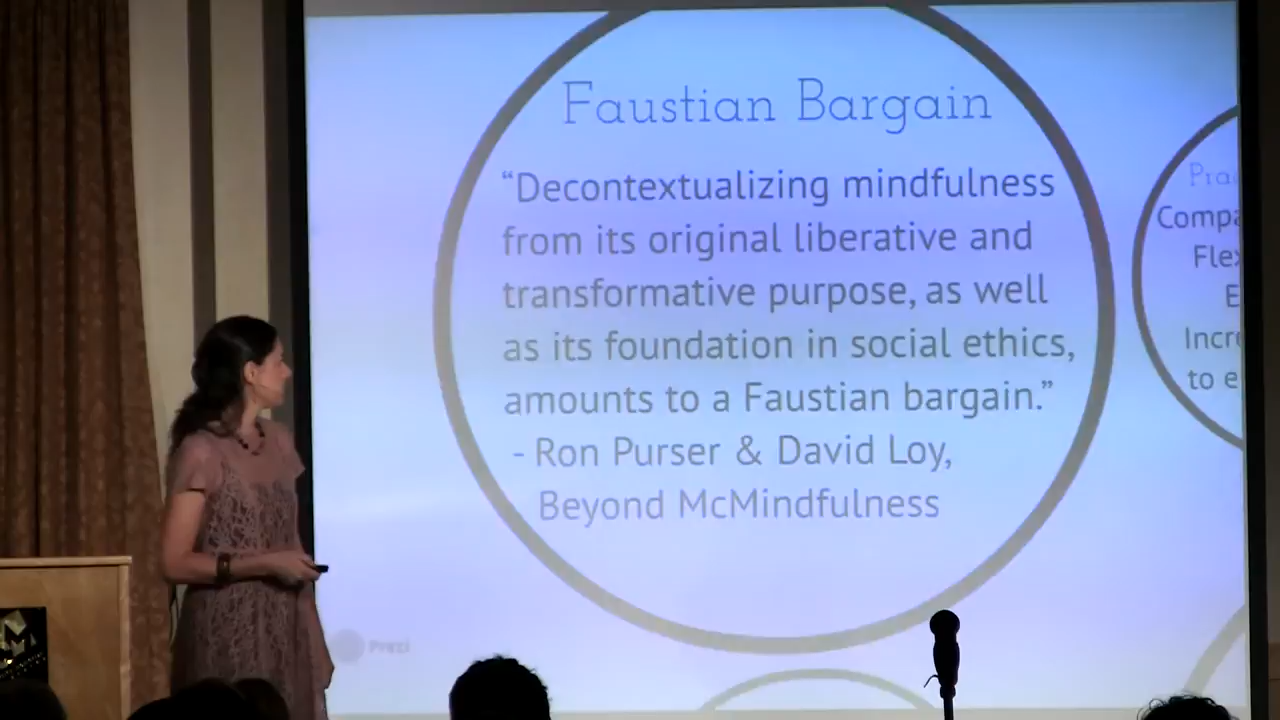 Faustian Bargain
“Decontextualizing mindfulness
from its original liberative and
transformative purpose, as well
as its foundation in social ethics,
amounts to a Faustian bargain.”
- Ron Purser & David Loy,
Beyond McMindfulness
to e
Prezi